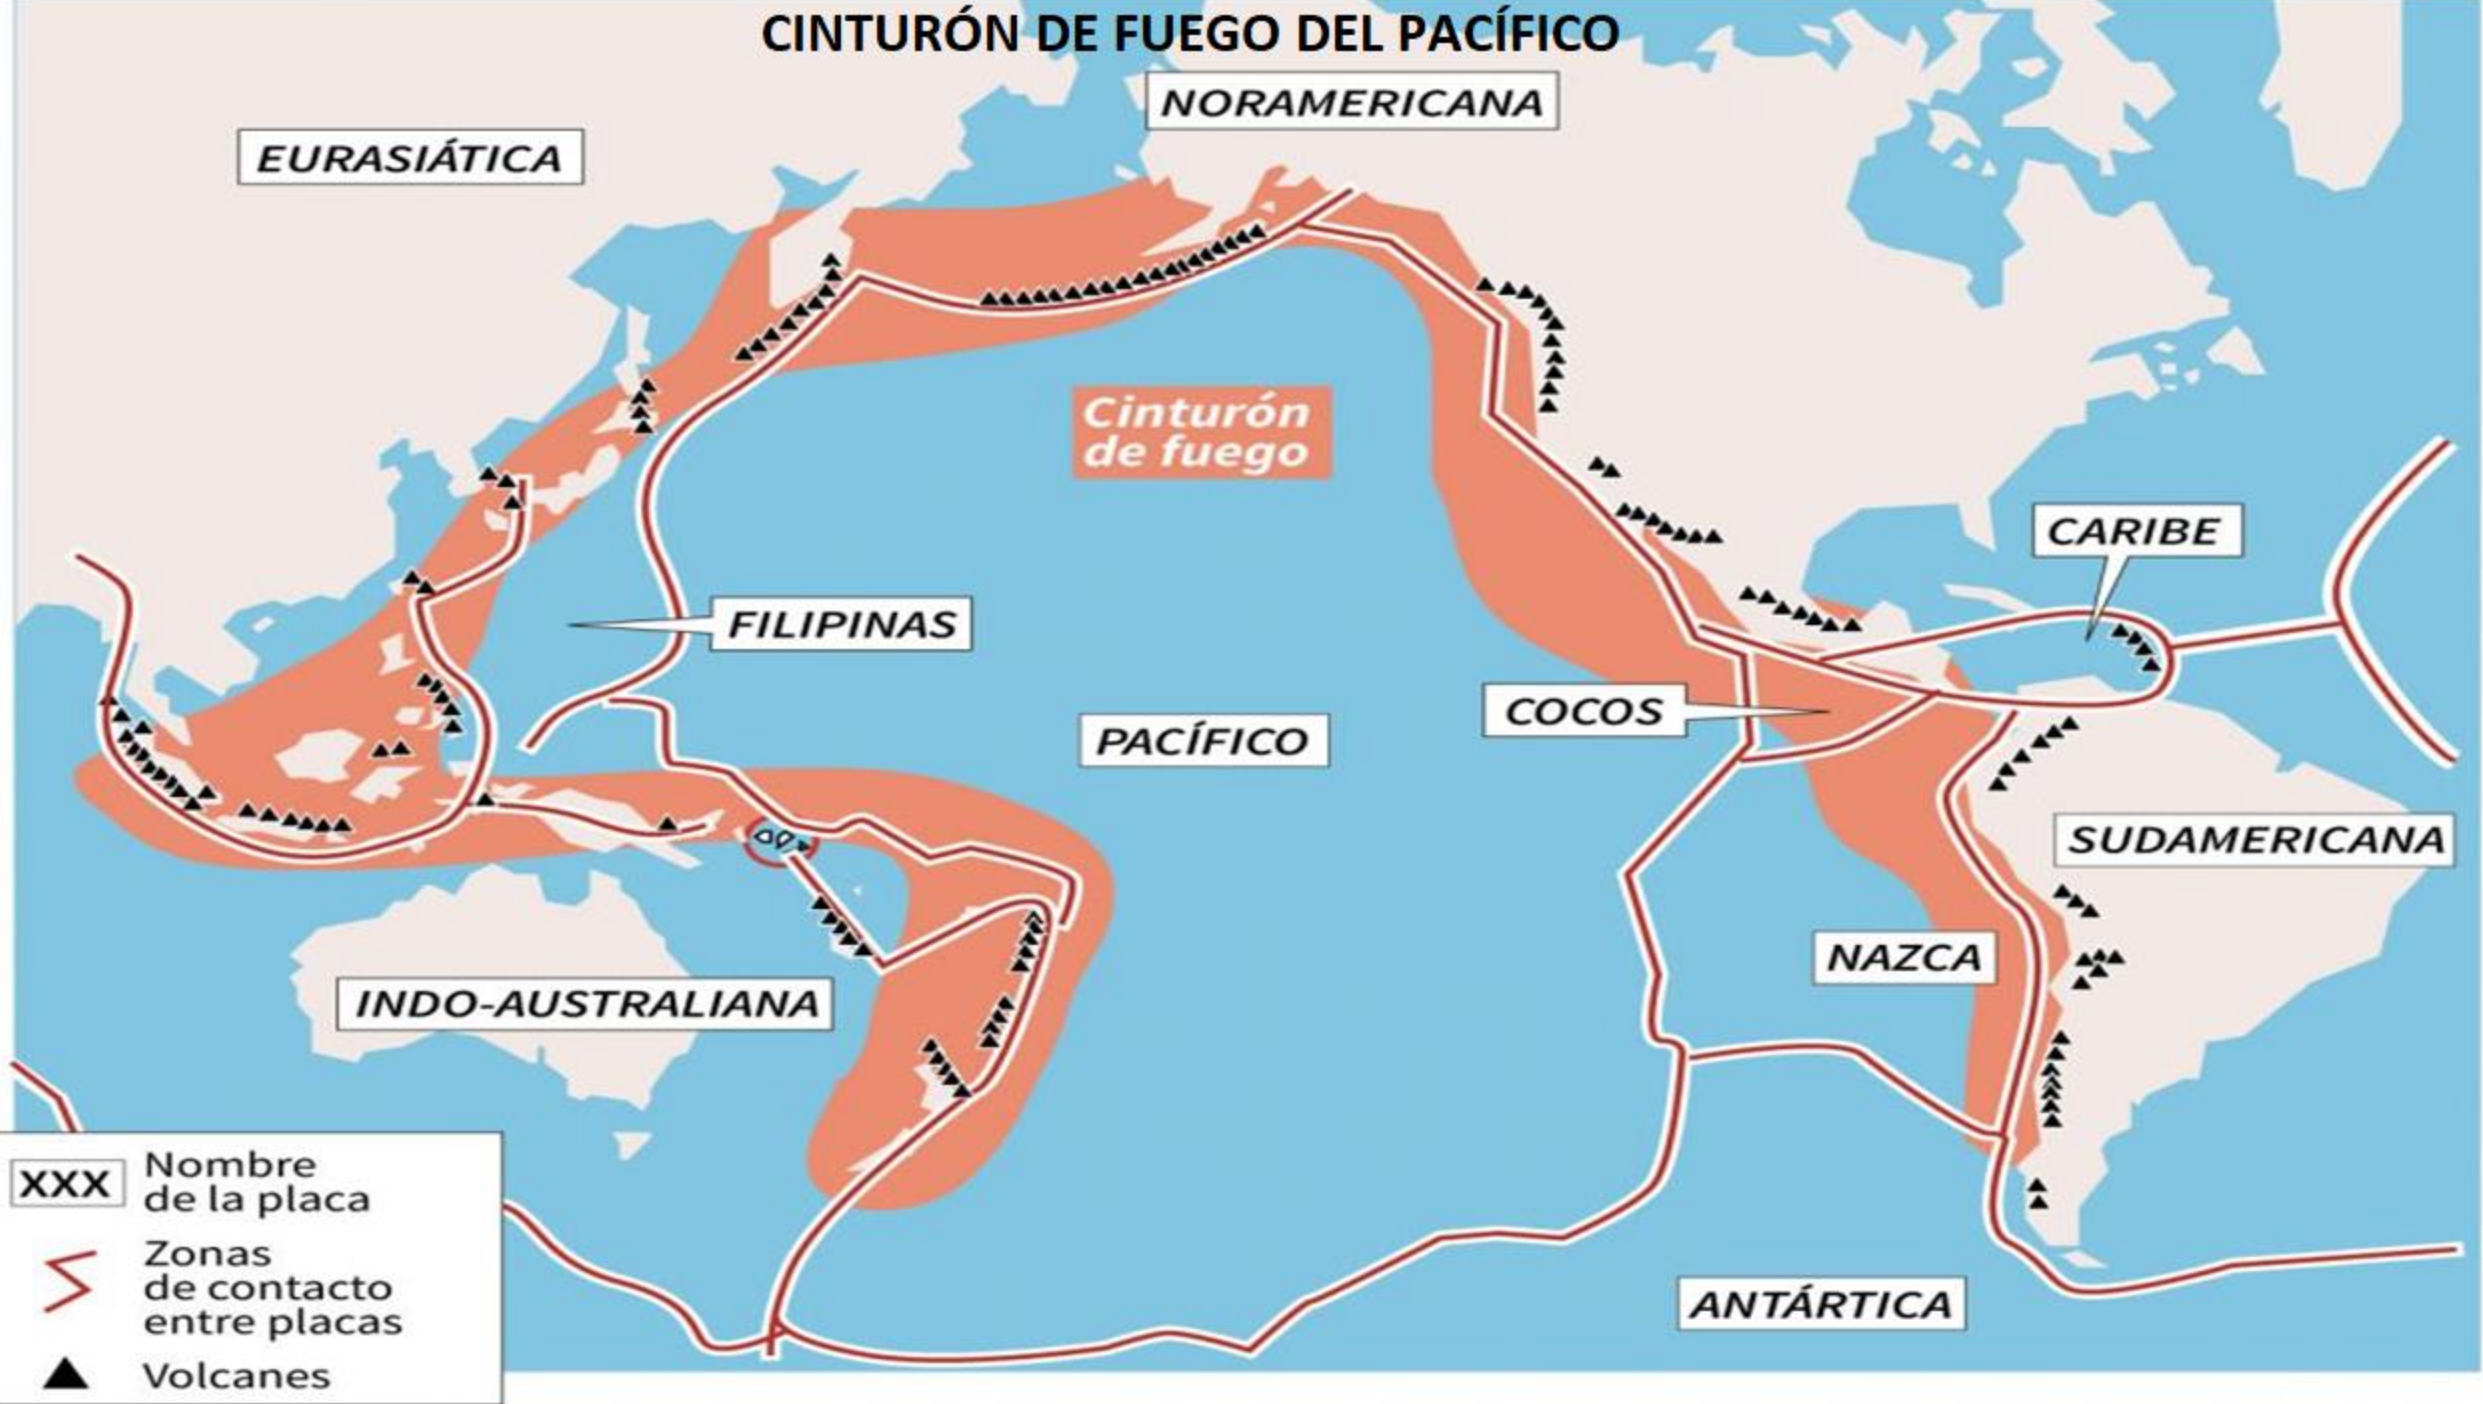 CINTURÓN DE FUEGO DEL PACÍFICO
NORAMERICANA
EURASIÁTICA
Cinturón
de fuego
CARIBE
FILIPINAS
COCOS
PACÍFICO
SUDAMERICANA
NAZCA
INDO-AUSTRALIANA
ANTÁRTICA
XXX
Nombre
de la placa
Zonas
de contacto
entre placas
Volcanes